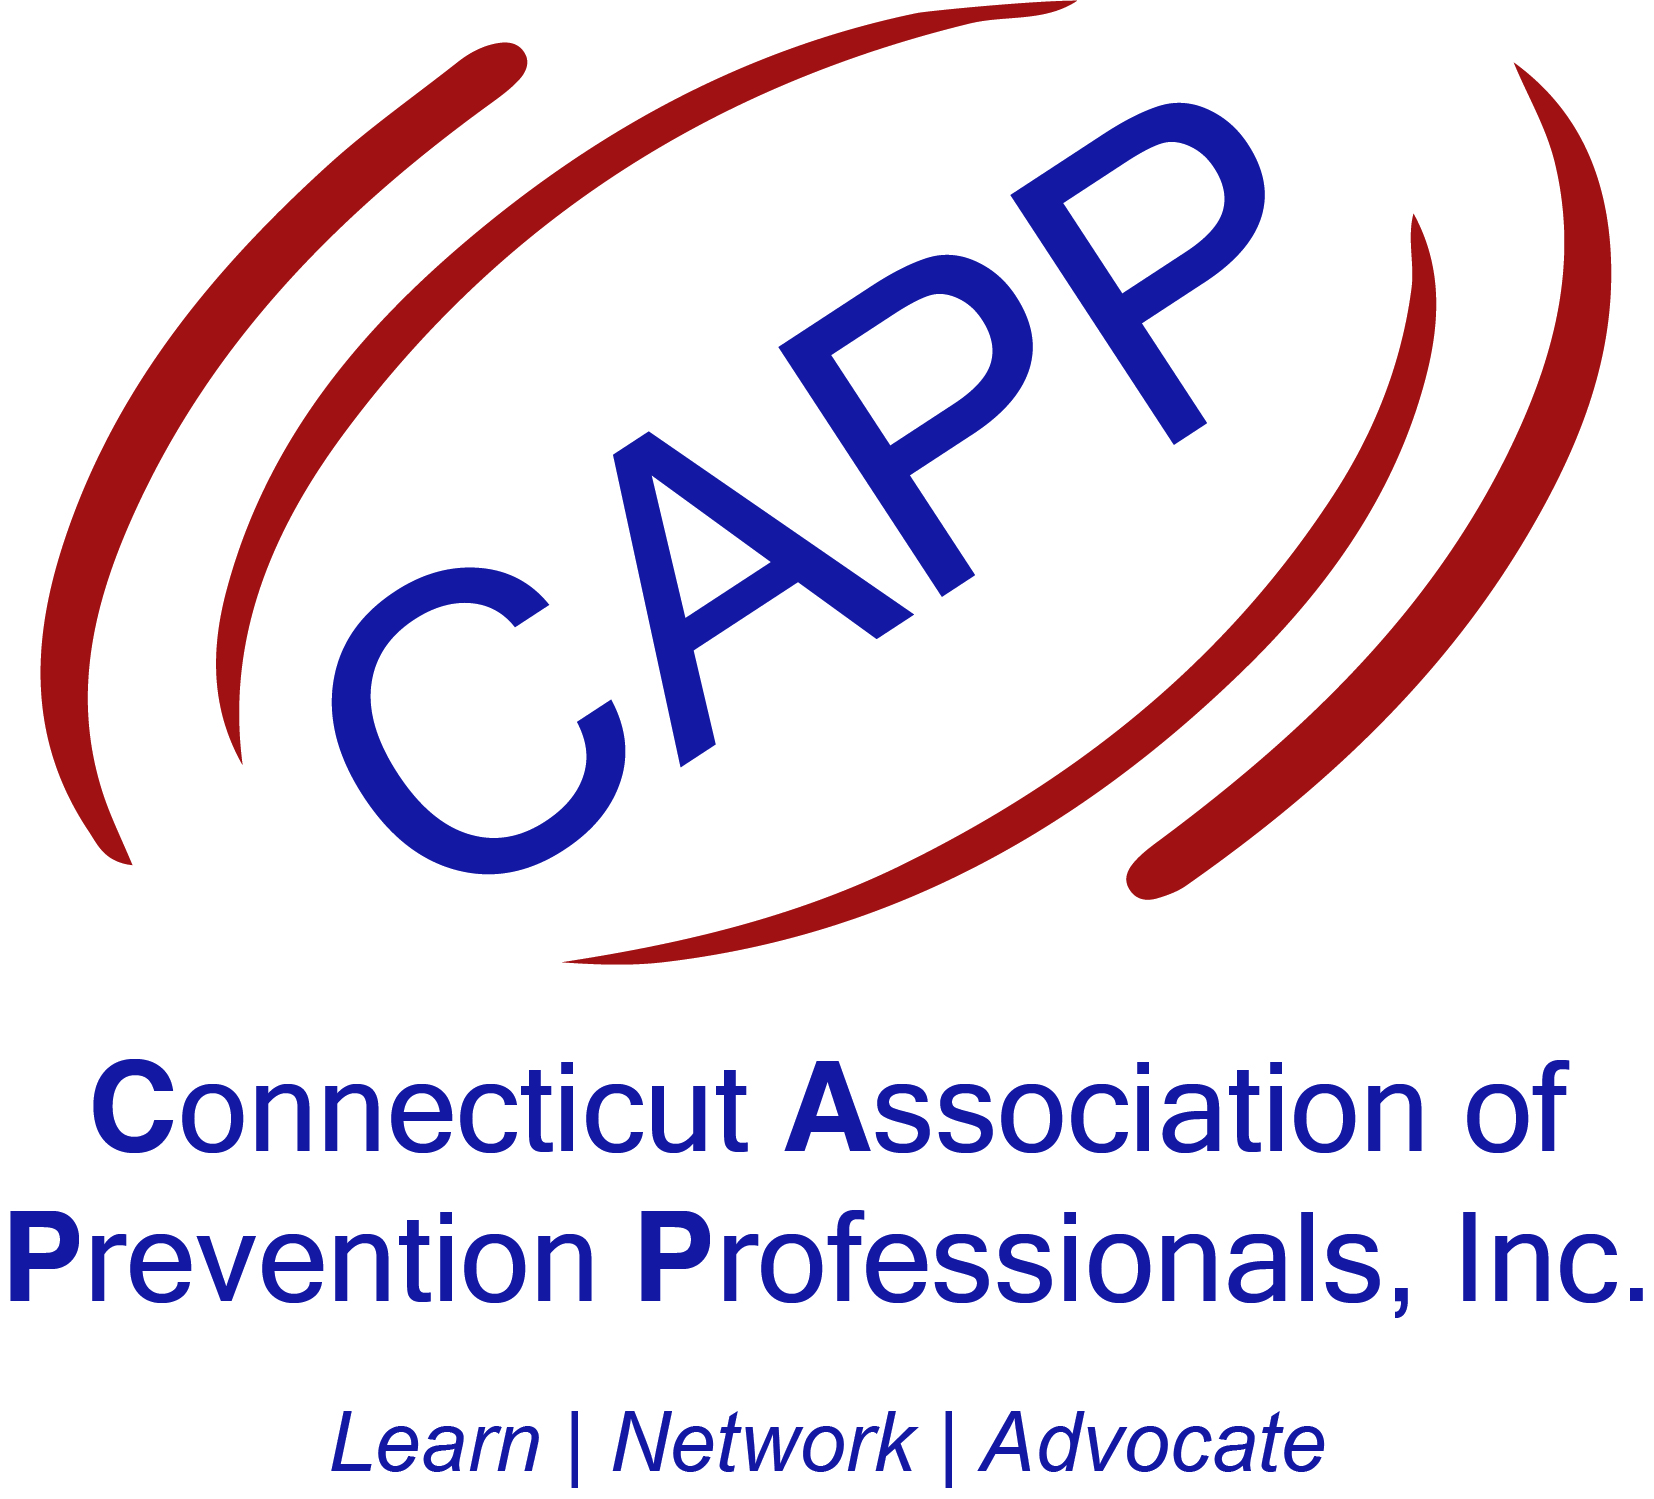 CAPP
Connecticut Association of
Prevention Professionals, Inc.
Learn | Network | Advocate